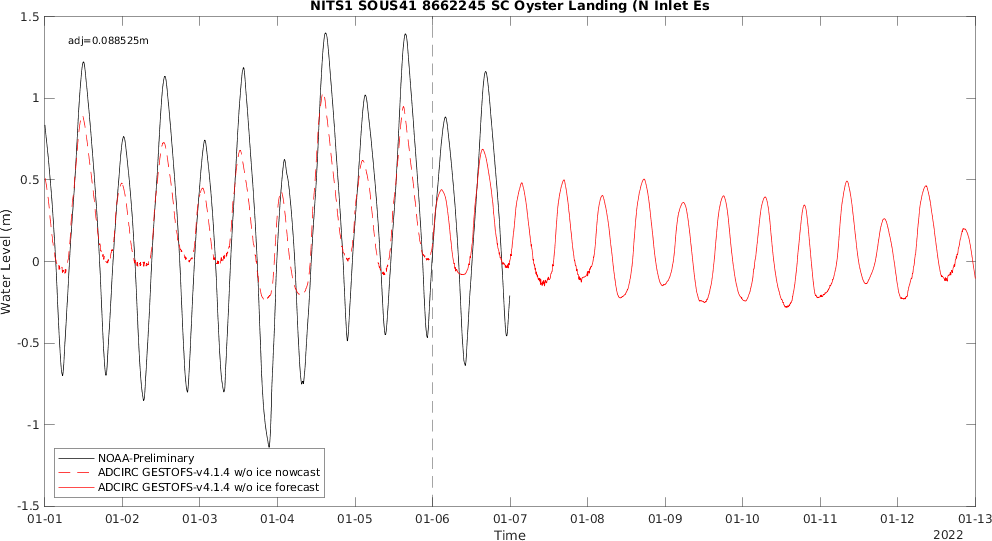 NITS1 SOUS41 8662245 SC Oyster Landing (N Inlet Es
adj=0.088525m
1.5
1
0.5
0
-0.5
-1
-1.5
Water Level (m)
NOAA-Preliminary
ADCIRC GESTOFS-v4.1.4 w/o ice nowcast
ADCIRC GESTOFS-v4.1.4 w/o ice forecast
01-01 01-02 01-03 01-04 01-05 01-06 01-07 01-08 01-09 01-10 01-11 01-12 01-13
Time
2022